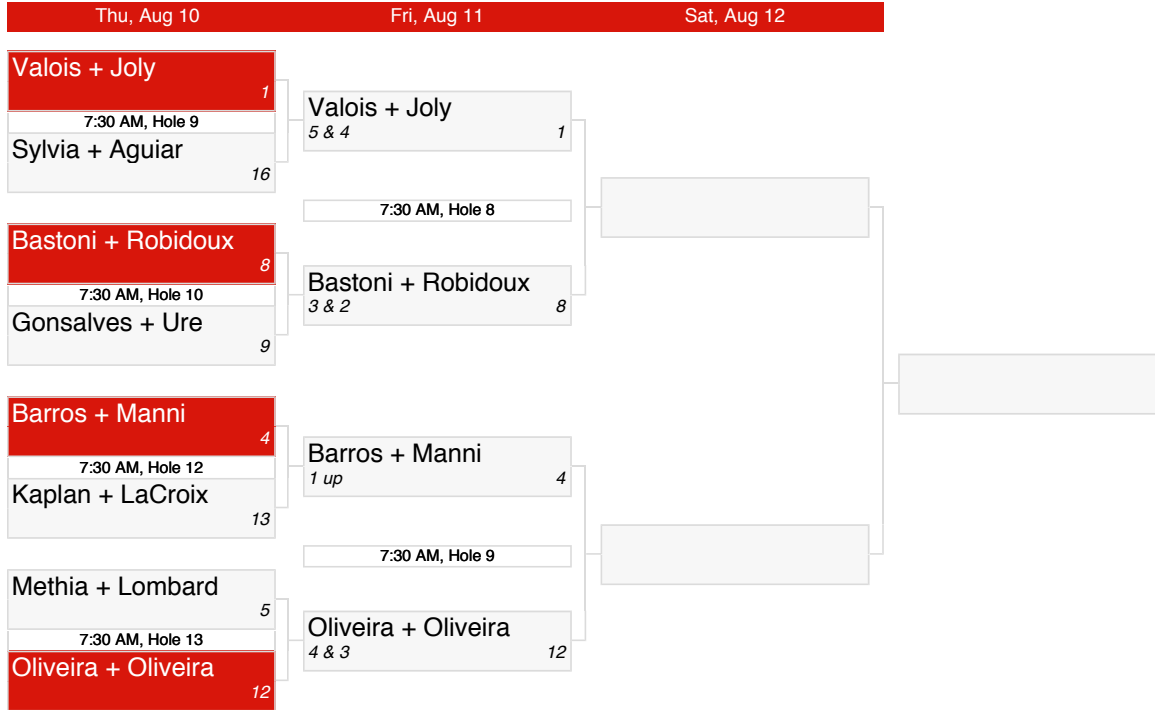 Thu, Aug 10
Fri, Aug 11
Sat, Aug 12
Valois + Joly
1
7:30 AM, Hole 9
Sylvia + Aguiar
16
Bastoni + Robidoux
8
7:30 AM, Hole 10
Gonsalves + Ure
9
Barros + Manni
4
7:30 AM, Hole 12
Kaplan + LaCroix
13
Methia + Lombard
5
7:30 AM, Hole 13
Oliveira + Oliveira
12
Valois + Joly
5 & 4 1
7:30 AM, Hole 8
Bastoni + Robidoux
3 & 2 8
Barros + Manni
1 up 4
7:30 AM, Hole 9
Oliveira + Oliveira
4 & 3 12